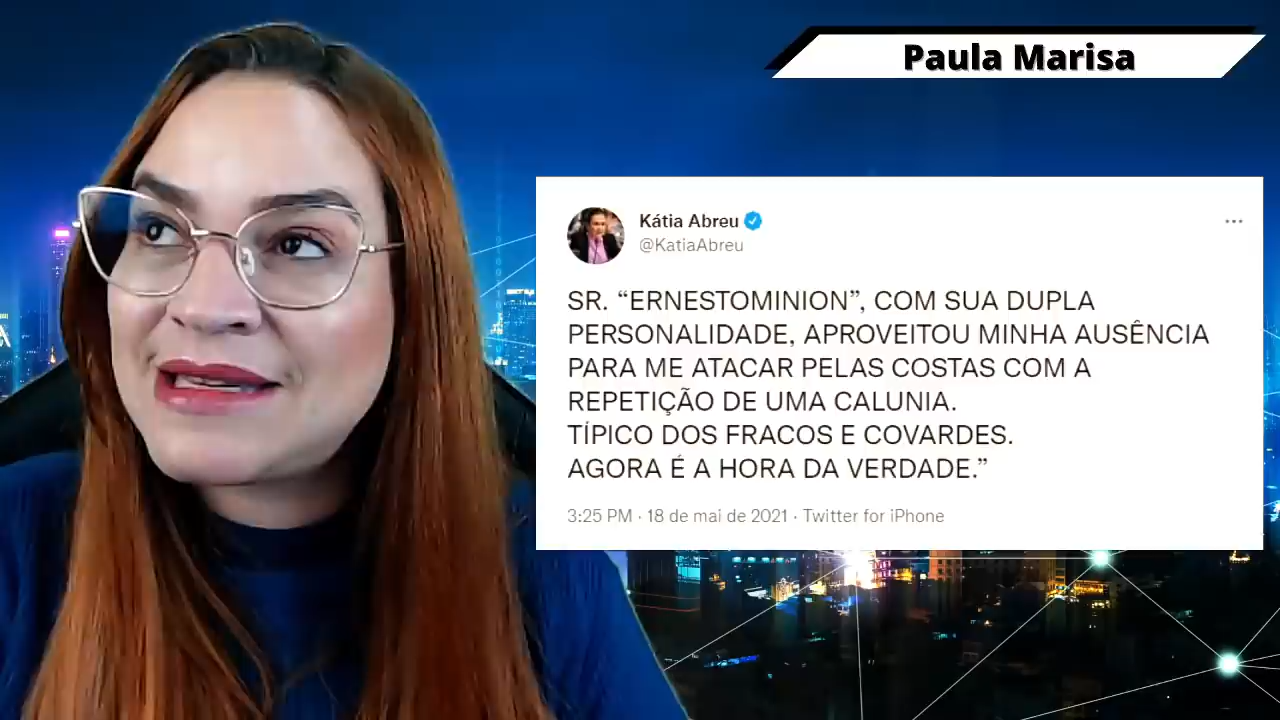 Paula Marisa
Kátia Abreu
@KatiaAbreu
SR. “ERNESTOMINION”, COM SUA DUPLA
PERSONALIDADE, APROVEITOU MINHA AUSÊNCIA
PARA ME ATACAR PELAS COSTAS COM A
REPETIÇÃO DE UMA CALUNIA.
TÍPICO DOS FRACOS E COVARDES.
AGORA É A HORA DA VERDADE.”
3:25 PM · 18 de mai de 2021 · Twitter for iPhone